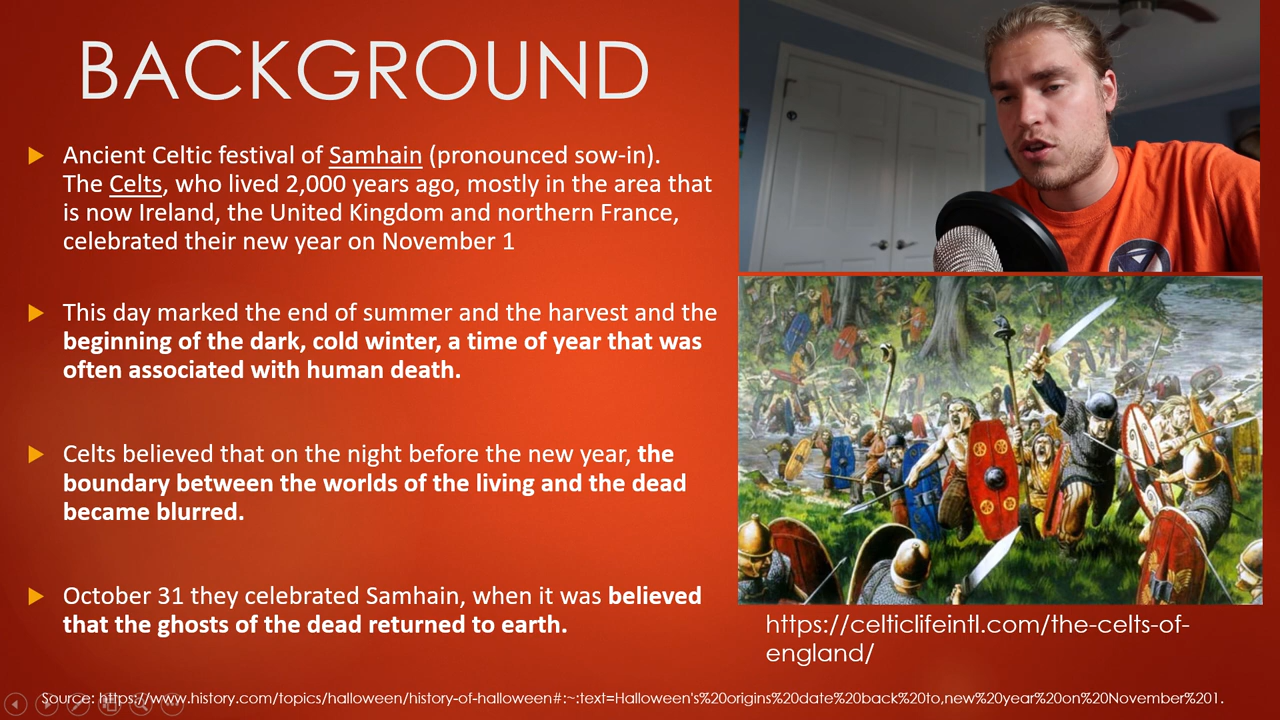 BACKGROUND
Ancient Celtic festival of Samhain (pronounced sow-in).
The Celts, who lived 2,000 years ago, mostly in the area that
is now Ireland, the United Kingdom and northern France,
celebrated their new year on November 1
This day marked the end of summer and the harvest and the
beginning of the dark, cold winter, a time of year that was
often associated with human death.
Celts believed that on the night before the new year, the
boundary between the worlds of the living and the dead
became blurred.
October 31 they celebrated Samhain, when it was believed
that the ghosts of the dead returned to earth.
https://celticlifeintl.com/the-celts-of-
england/
Source: https://www.history.com/topics/halloween/history-of-halloween#:~:text=Halloween's%20origins%20date%20back%20to,new%20year%20on%20November%201.